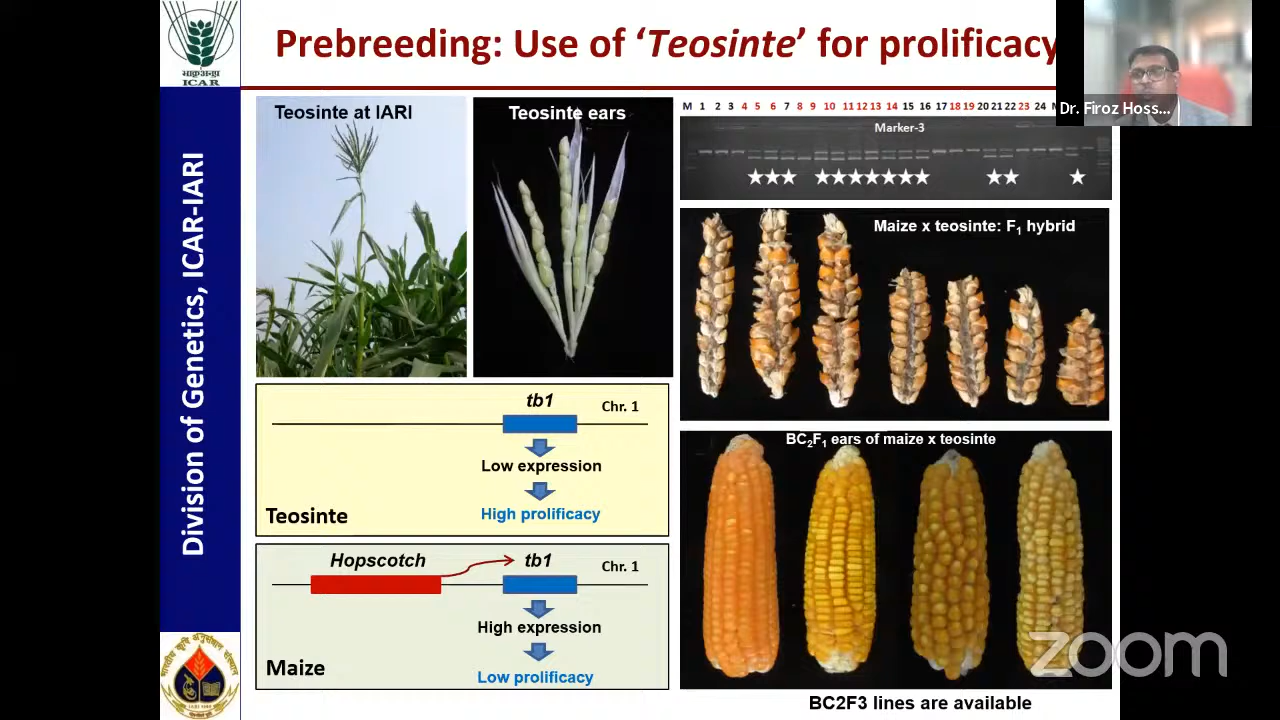 Prebreeding: Use of ‘Teosinte’ for prolificacy
भाकृअनुप
ICAR
Division of Genetics, ICAR-IARI
भारतीय कृषि अनुसंधान संस्थान
Dr. Firoz Hoss...
Teosinte at IARI
Teosinte ears
M 1 2 3 4 5 6 7 8 9 10 11 12 13 14 15 16 17 18 19 20 21 22 23 24
Marker-3
Maize x teosinte: F1 hybrid
tb1
Chr. 1
Low expression
High prolificacy
Teosinte
Hopscotch
tb1
Chr. 1
High expression
Low prolificacy
Maize
BC2F1 ears of maize x teosinte
BC2F3 lines are available
zoom